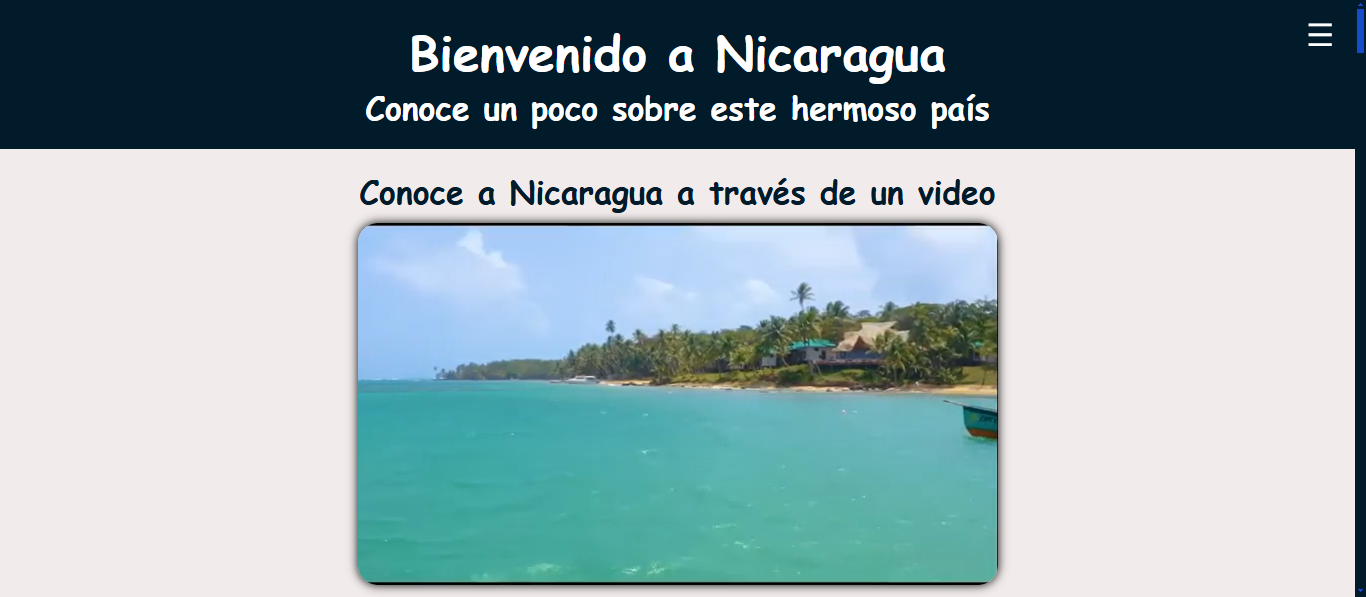 Bienvenido a Nicaragua
Conoce un poco sobre este hermoso país
Conoce a Nicaragua a través de un video